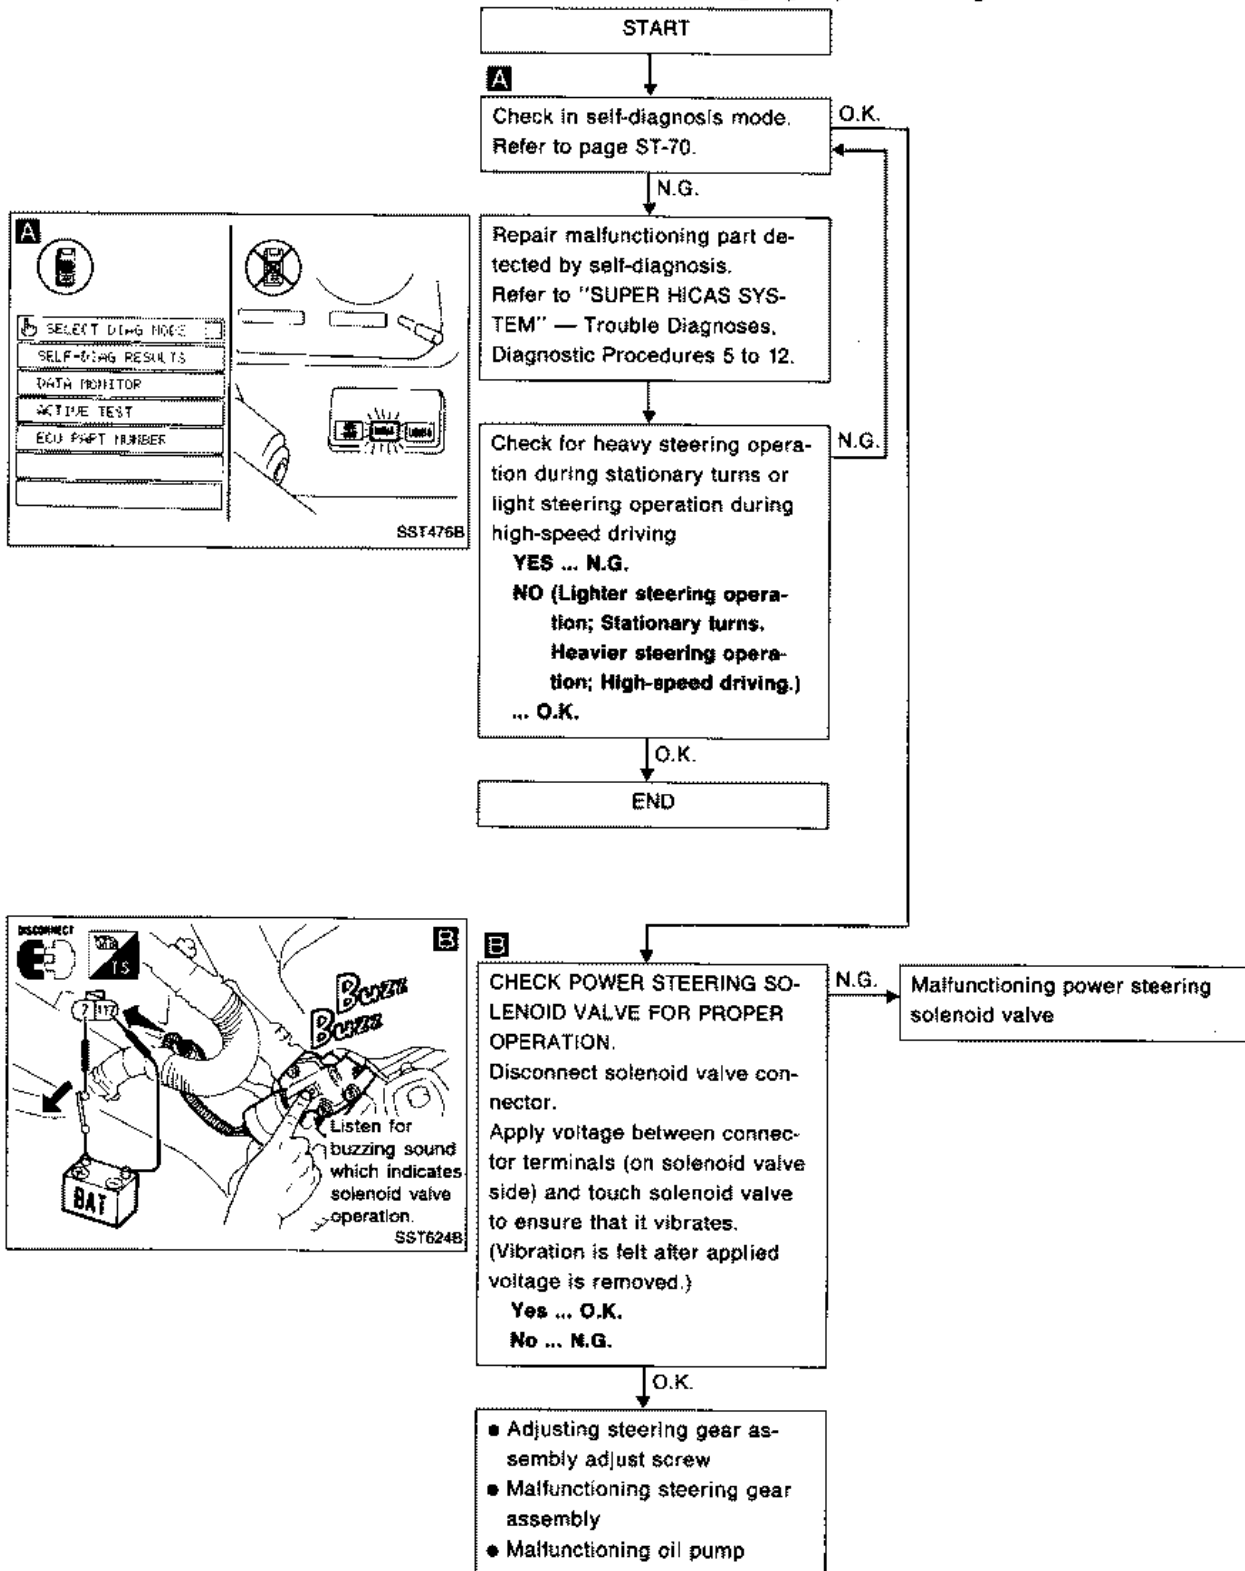 START
A
Check in self-diagnosis mode.
Refer to page ST-70.
O.K.
N.G.
Repair malfunctioning part de-
tected by self-diagnosis.
Refer to "SUPER HICAS SYS-
TEM" — Trouble Diagnoses,
Diagnostic Procedures 5 to 12.
A
SELECT DIAG MODE
SELF-DIAG RESULTS
DATA MONITOR
ACTIVE TEST
ECU PART NUMBER
SST476B
Check for heavy steering opera-
tion during stationary turns or
light steering operation during
high-speed driving
YES ... N.G.
NO (Lighter steering opera-
tion; Stationary turns.
Heavier steering opera-
tion; High-speed driving.)
... O.K.
N.G.
O.K.
END
DISCONNECT
T.S
B
Bczzz
Bczzz
BAT
Listen for
buzzing sound
which indicates
solenoid valve
operation.
SST624B
B
CHECK POWER STEERING SO-
LENOID VALVE FOR PROPER
OPERATION.
Disconnect solenoid valve con-
nector.
Apply voltage between connec-
tor terminals (on solenoid valve
side) and touch solenoid valve
to ensure that it vibrates.
(Vibration is felt after applied
voltage is removed.)
Yes ... O.K.
No ... N.G.
N.G.
Malfunctioning power steering
solenoid valve
O.K.
● Adjusting steering gear as-
sembly adjust screw
● Malfunctioning steering gear
assembly
● Malfunctioning oil pump